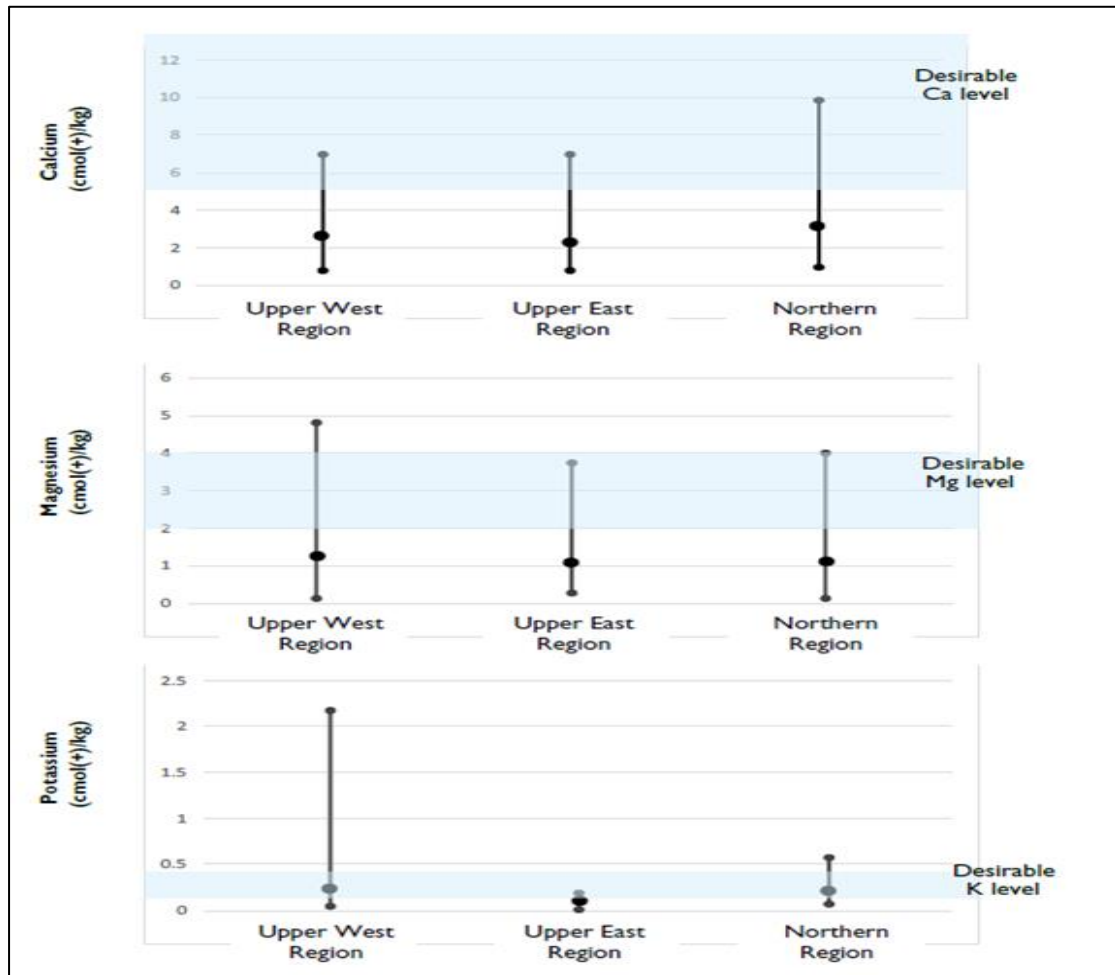 Calcium
(cmol(+)/kg)
12
10
8
6
4
2
0
Desirable
Ca level
Upper West
Region
Upper East
Region
Northern
Region
Magnesium
(cmol(+)/kg)
6
5
4
3
2
1
0
Desirable
Mg level
Upper West
Region
Upper East
Region
Northern
Region
Potassium
(cmol(+)/kg)
2.5
2
1.5
1
0.5
0
Desirable
K level
Upper West
Region
Upper East
Region
Northern
Region